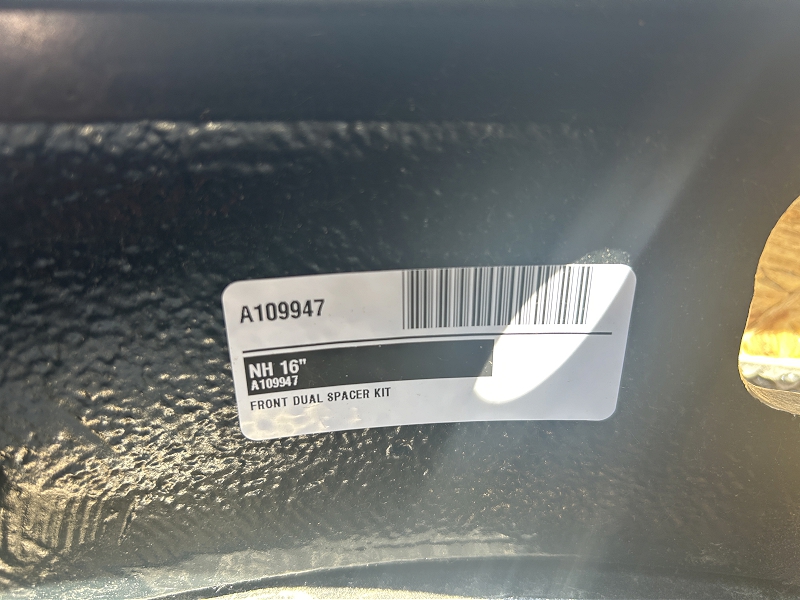 A109947
NH 16"
A109947
FRONT DUAL SPACER KIT